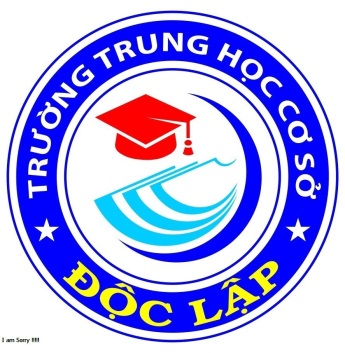 TRƯỜNG TRUNG HỌC CƠ SỞ
ĐỘC LẬP
I am Sorry !!!!!